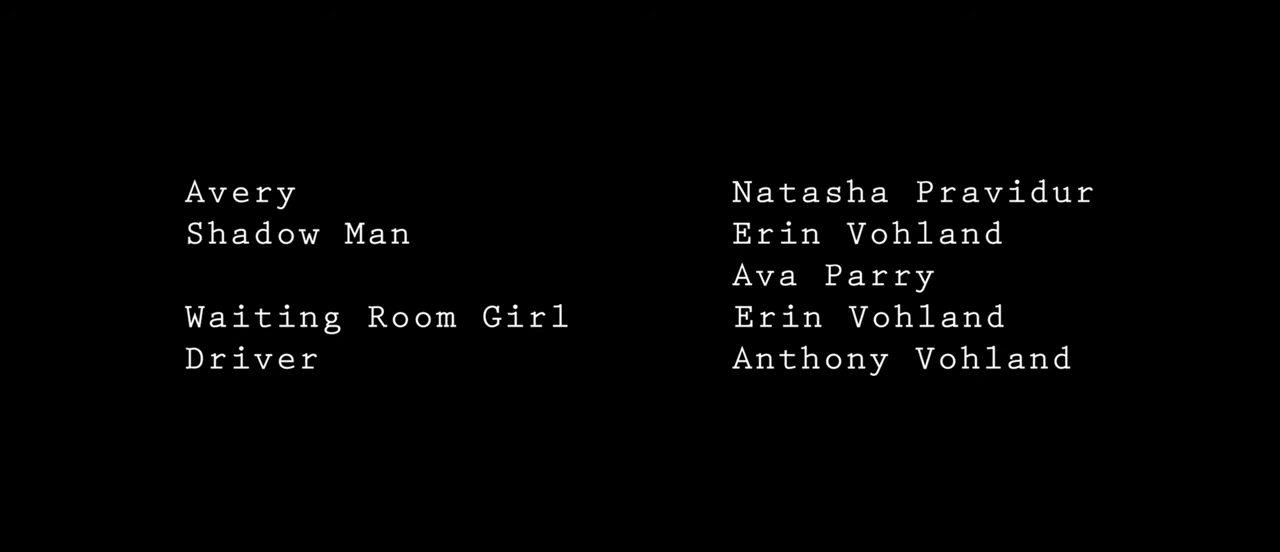 Avery Natasha Pravidur
Shadow Man Erin Vohland
Ava Parry
Waiting Room Girl Erin Vohland
Driver Anthony Vohland